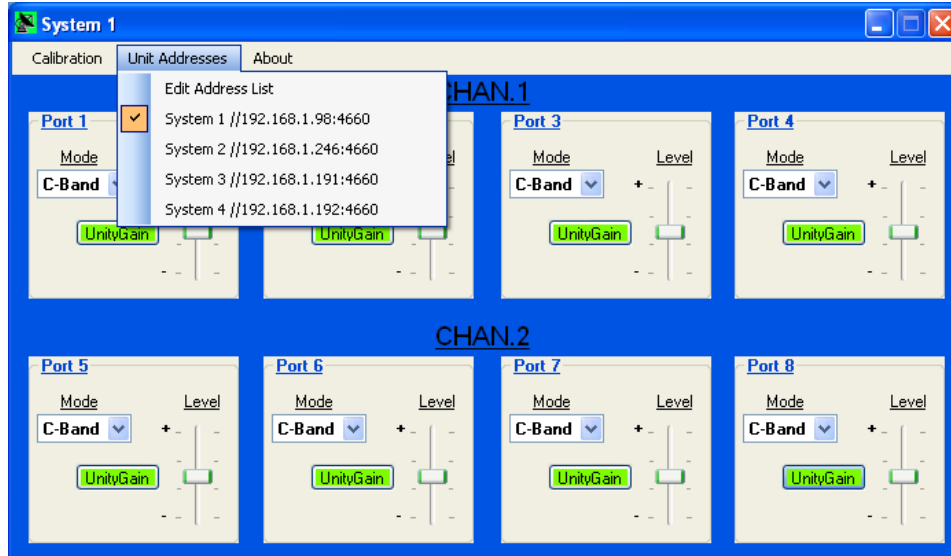 System 1
Calibration Unit Addresses About
Edit Address List
System 1 //192.168.1.98:4660
System 2 //192.168.1.246:4660
System 3 //192.168.1.191:4660
System 4 //192.168.1.192:4660
CHAN.1
Port 1 Port 3 Port 4
Mode Mode Level Mode Level
C-Band C-Band + C-Band +
UnityGain UnityGain UnityGain UnityGain
- - - -
CHAN.2
Port 5 Port 6 Port 7 Port 8
Mode Level Mode Level Mode Level Mode Level
C-Band + C-Band + C-Band + C-Band +
UnityGain UnityGain UnityGain UnityGain
- - - -